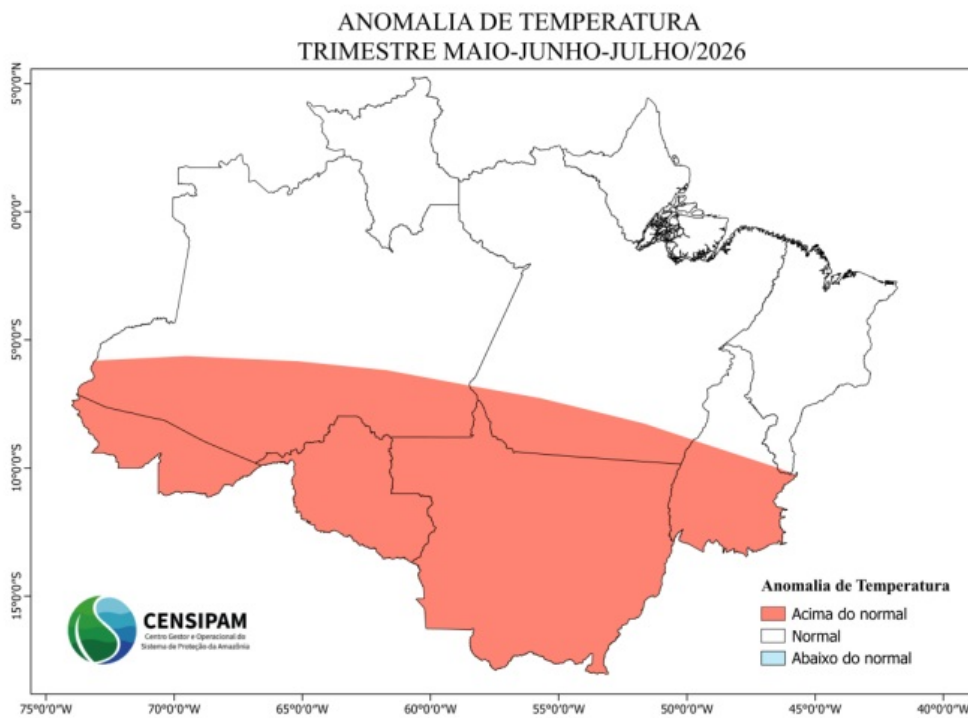 ANOMALIA DE TEMPERATURA
TRIMESTRE MAIO-JUNHO-JULHO/2026
5°0'0"N
0°0'0"
5°0'0"S
10°0'0"S
15°0'0"S
CENSIPAM
Centro Gestor e Operacional do
Sistema de Proteção da Amazônia
Anomalia de Temperatura
Acima do normal
Normal
Abaixo do normal
75°0'0"W 70°0'0"W 65°0'0"W 60°0'0"W 55°0'0"W 50°0'0"W 45°0'0"W 40°0'0"W